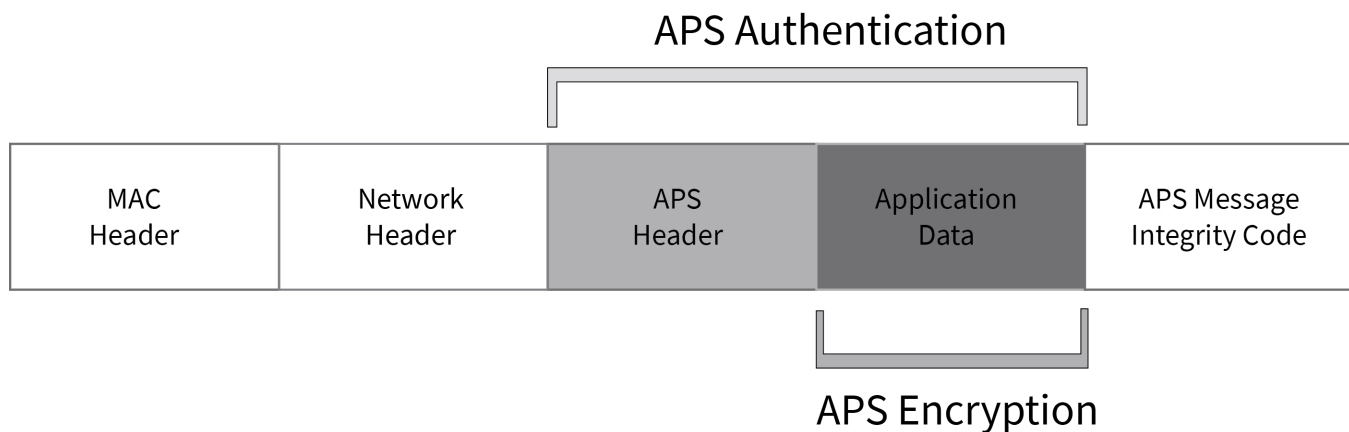 APS Authentication
MAC
Header
Network
Header
APS
Header
Application
Data
APS Message
Integrity Code
APS Encryption